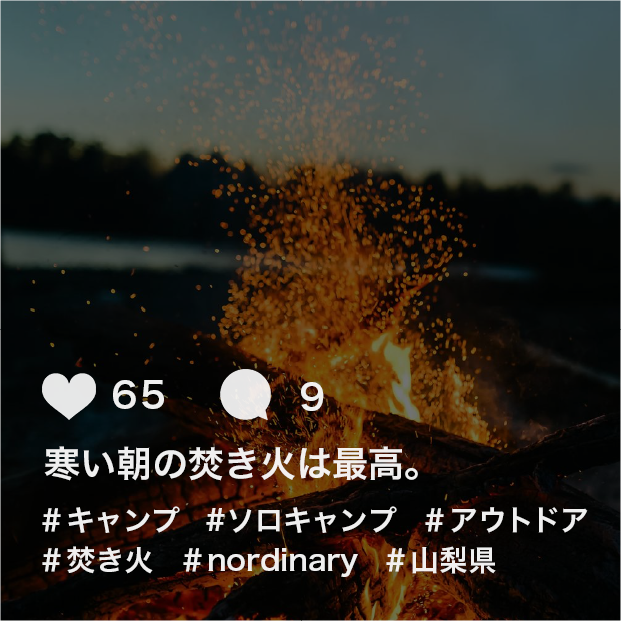 65 9
寒い朝の焚き火は最高。
#キャンプ #ソロキャンプ #アウトドア
#焚き火 #nordinary #山梨県